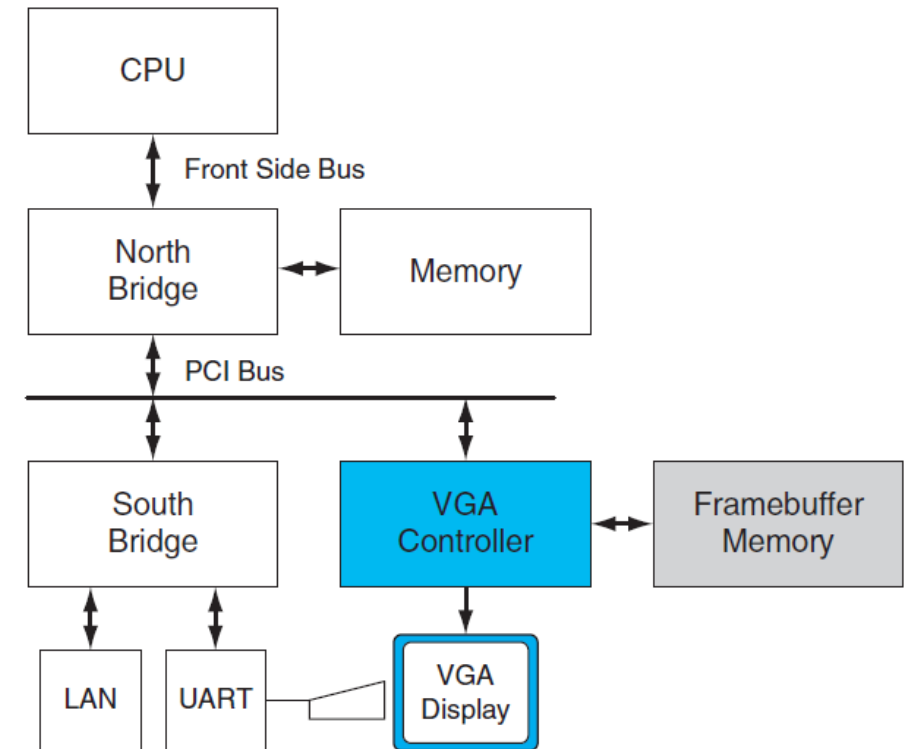 CPU
Front Side Bus
North
Bridge
Memory
PCI Bus
South
Bridge
VGA
Controller
Framebuffer
Memory
LAN
UART
VGA
Display